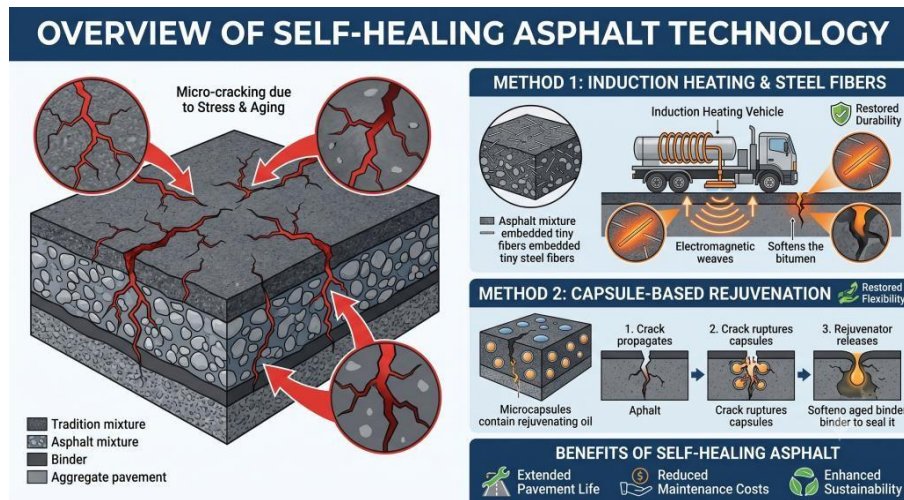 OVERVIEW OF SELF-HEALING ASPHALT TECHNOLOGY
Micro-cracking due
to Stress & Aging
Tradition mixture
Asphalt mixture
Binder
Aggregate pavement
METHOD 1: INDUCTION HEATING & STEEL FIBERS
Induction Heating Vehicle
Restored
Durability
Asphalt mixture
embedded tiny
fibers embedded
tiny steel fibers
Electromagnetic
weaves
Softens the
bitumen
METHOD 2: CAPSULE-BASED REJUVENATION
Restored
Flexibility
Microcapsules
contain rejuvenating oil
1. Crack
propagates
Aphalt
2. Crack ruptures
capsules
Crack ruptures
capsules
3. Rejuvenator
releases
Softeno aged binder
binder to seal it
BENEFITS OF SELF-HEALING ASPHALT
Extended
Pavement Life
$
Reduced
Maintenance Costs
Enhanced
Sustainability